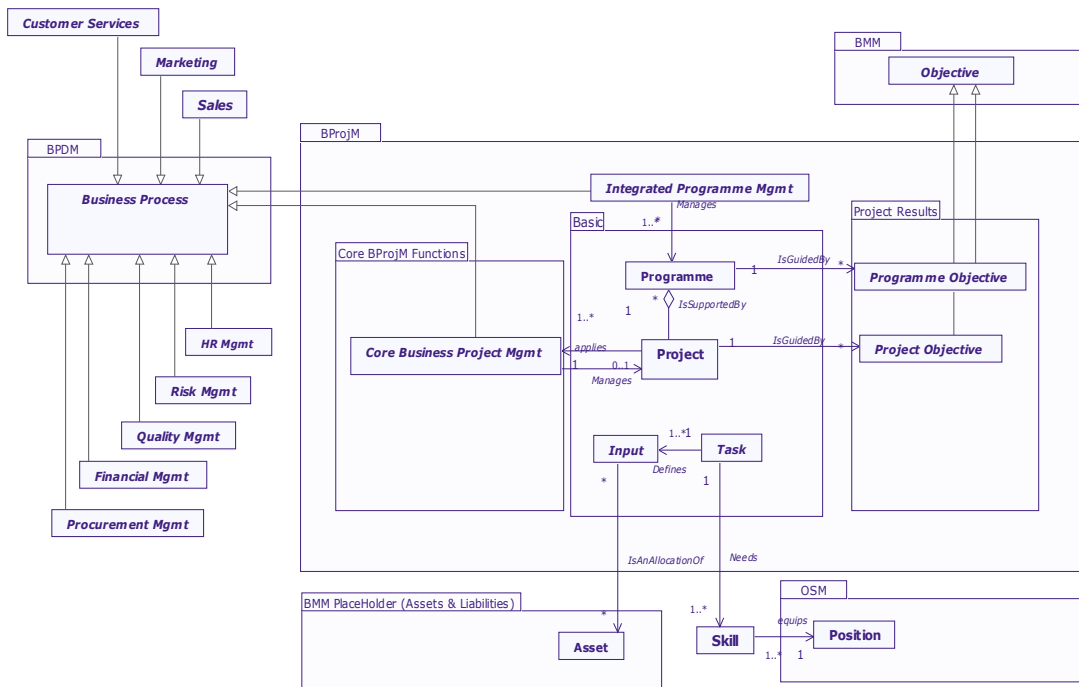 Customer Services
BMM
Marketing
Objective
Sales
BProjM
BPDM
Business Process
Integrated Programme Mgmt
Manages
1..*
*
Basic
Project Results
Core BProjM Functions
IsGuidedBy
*
Programme
1
Programme Objective
*
IsSupportedBy
1
1..*
HR Mgmt
Core Business Project Mgmt
applies
Project
1
IsGuidedBy
*
Project Objective
1
0..1
Manages
Risk Mgmt
Quality Mgmt
1..*
1
Input
Task
Defines
Financial Mgmt
*
1
Procurement Mgmt
IsAnAllocationOf
Needs
OSM
BMM PlaceHolder (Assets & Liabilities)
*
1..*
equips
Asset
Skill
Position
1..*
1